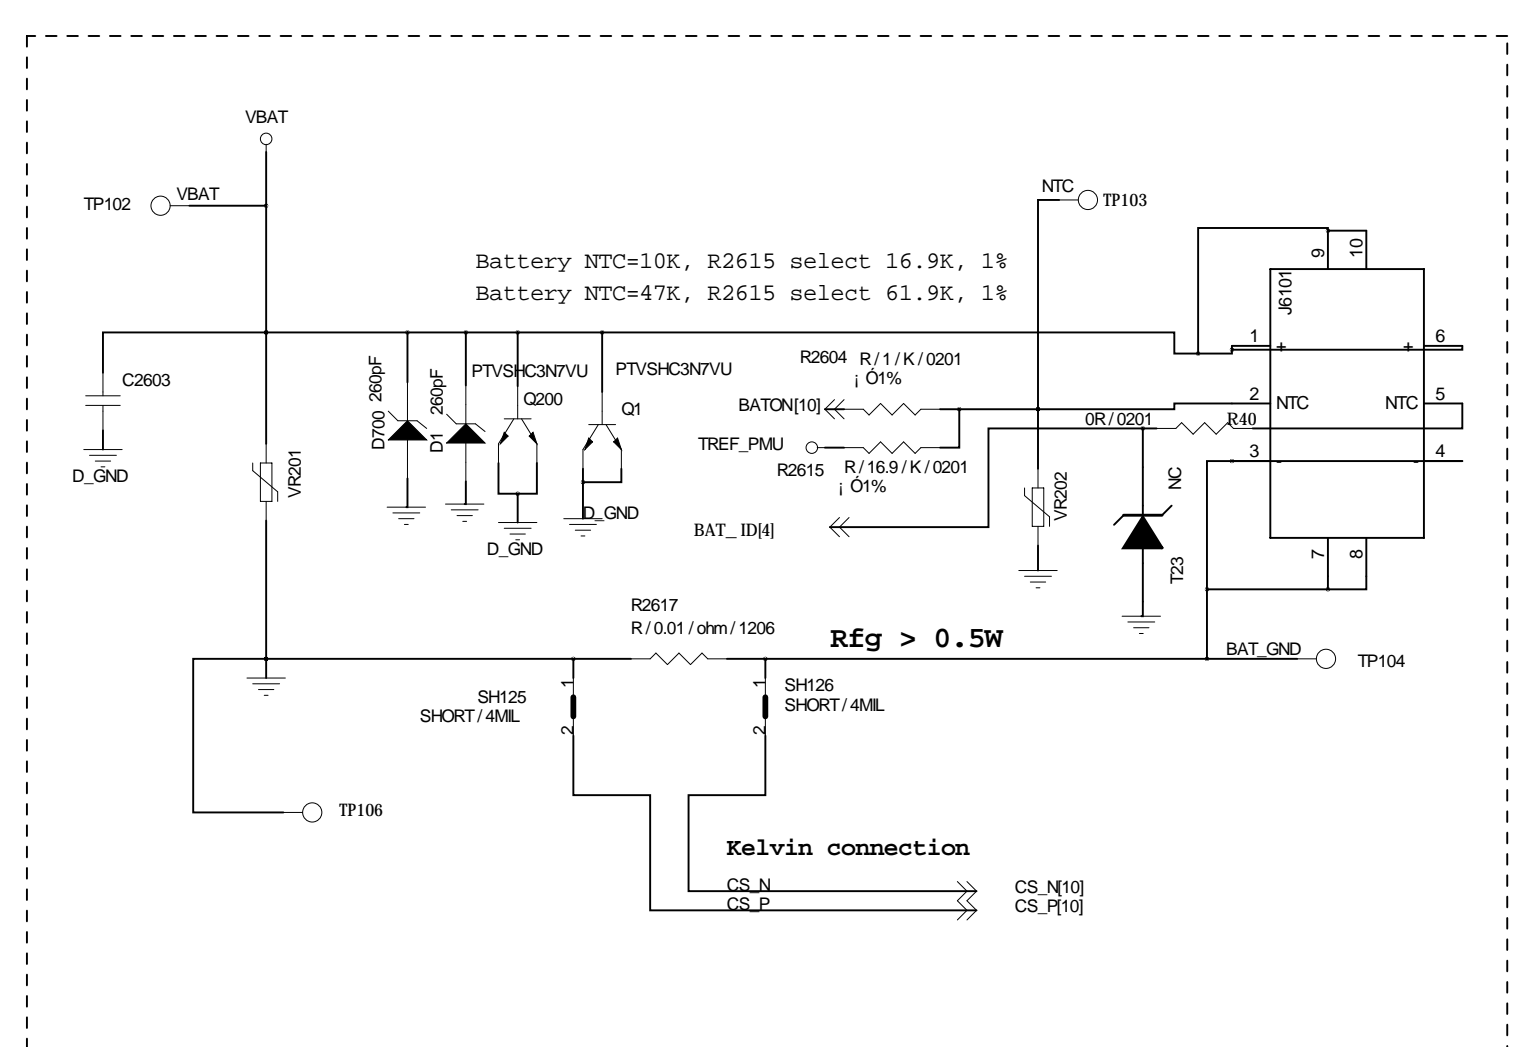 VBAT
TP102
VBAT
NTC
TP103
Battery NTC=10K, R2615 select 16.9K, 1%
Battery NTC=47K, R2615 select 61.9K, 1%
9
10
J6101
1
+
+
6
C2603
D_GND
VR201
D700
260pF
D1
260pF
PTVSHC3N7VU
Q200
D_GND
PTVSHC3N7VU
Q1
D_GND
R2604
R/1/K/0201
¡ Ó1%
BATON[10]
TREF_PMU
R2615
R/16.9/K/0201
¡ Ó1%
BAT_ID[4]
VR202
0R/0201
R40
2
NTC
NTC
5
3
4
NC
T23
7
8
R2617
R/0.01/ohm/1206
Rfg > 0.5W
BAT_GND
TP104
SH125
SHORT/4MIL
1
2
1
2
SH126
SHORT/4MIL
TP106
Kelvin connection
CS_N
CS_N[10]
CS_P
CS_P[10]